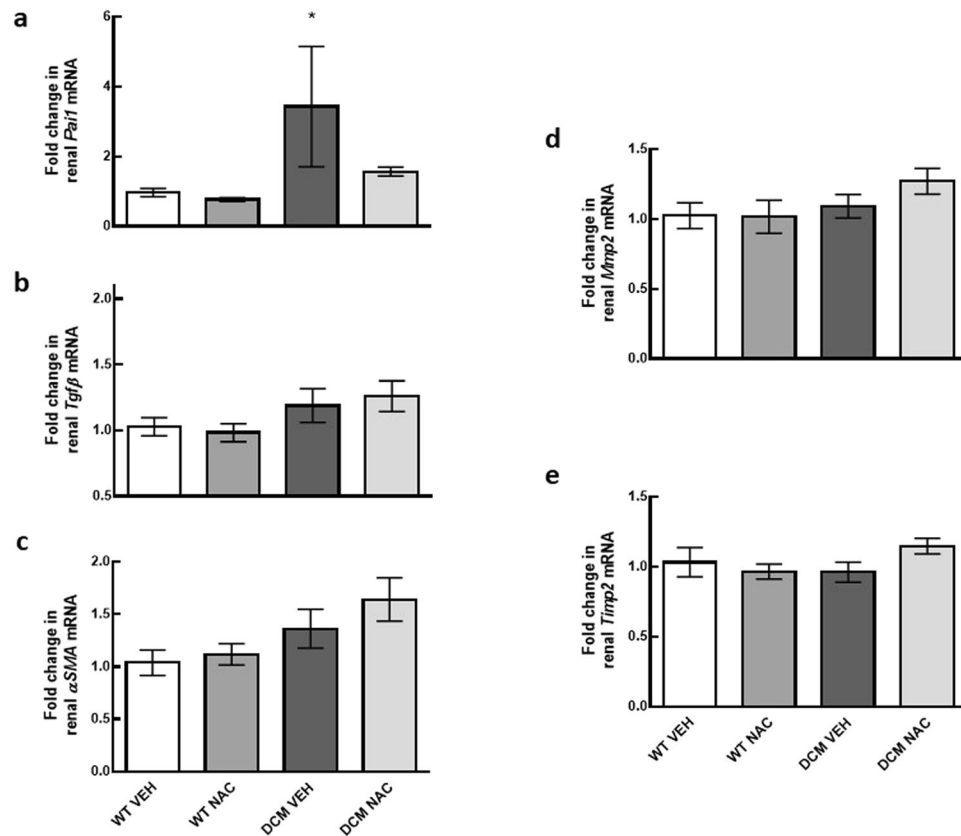 a
Fold change in
renal Pai1 mRNA
6
4
2
0
*
b
Fold change in
renal Tgfβ mRNA
2.0
1.5
1.0
0.5
c
Fold change in
renal αSMA mRNA
2.0
1.5
1.0
0.5
0.0
WT VEH
WT NAC
DCM VEH
DCM NAC
d
Fold change in
renal Mmp2 mRNA
1.5
1.0
0.5
0.0
e
Fold change in
renal Timp2 mRNA
1.5
1.0
0.5
0.0
WT VEH
WT NAC
DCM VEH
DCM NAC